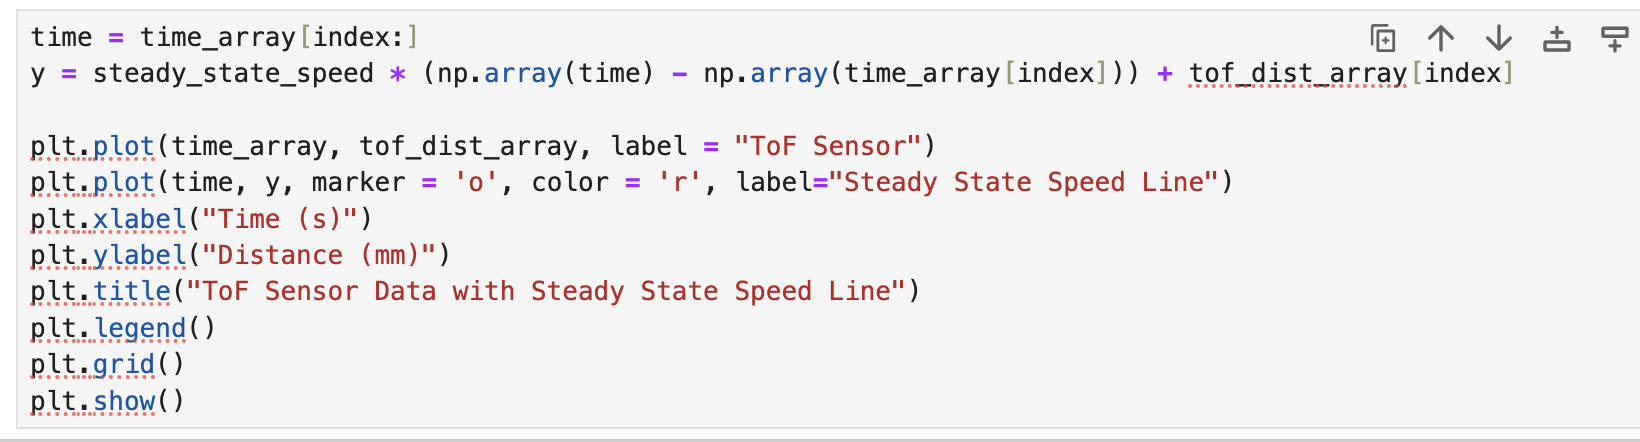 time = time_array[index:]
y = steady_state_speed * (np.array(time) - np.array(time_array[index])) + tof_dist_array[index]
plt.plot(time_array, tof_dist_array, label = "ToF Sensor")
plt.plot(time, y, marker = 'o', color = 'r', label="Steady State Speed Line")
plt.xlabel("Time (s)")
plt.ylabel("Distance (mm)")
plt.title("ToF Sensor Data with Steady State Speed Line")
plt.legend()
plt.grid()
plt.show()